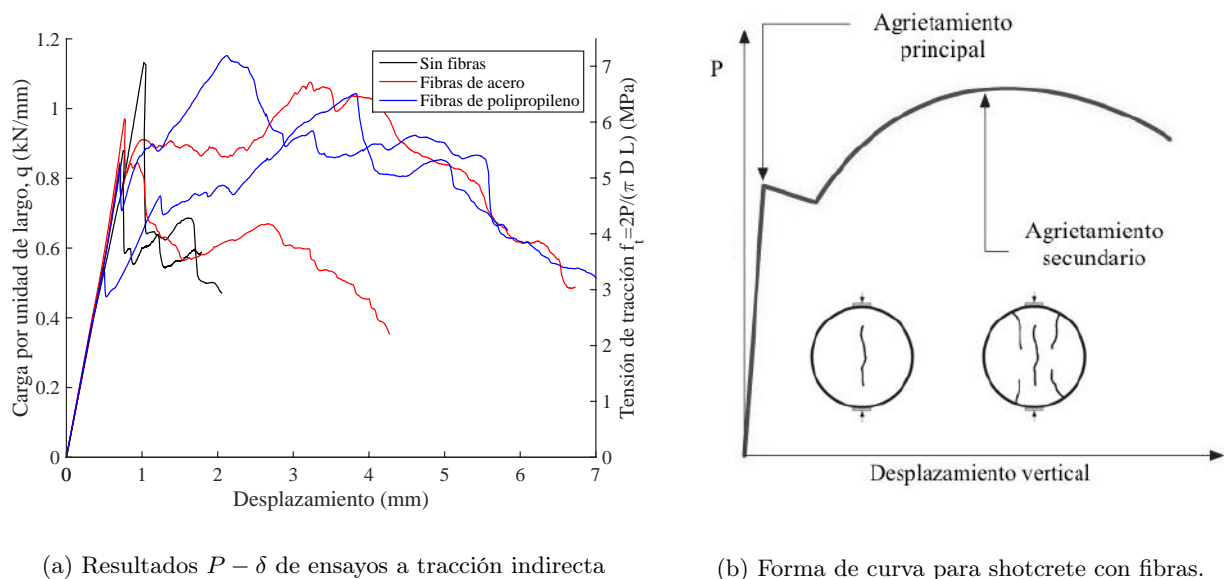 1.2
1
0.8
0.6
0.4
0.2
0
Carga por unidad de largo, q (kN/mm)
0
1
2
3
4
5
6
7
Desplazamiento (mm)
7
6
5
4
3
2
1
0
Tensión de tracción f_t=2P/(π D L) (MPa)
Sin fibras
Fibras de acero
Fibras de polipropileno
(a) Resultados P − δ de ensayos a tracción indirecta
P
Agrietamiento
principal
Agrietamiento
secundario
Desplazamiento vertical
(b) Forma de curva para shotcrete con fibras.